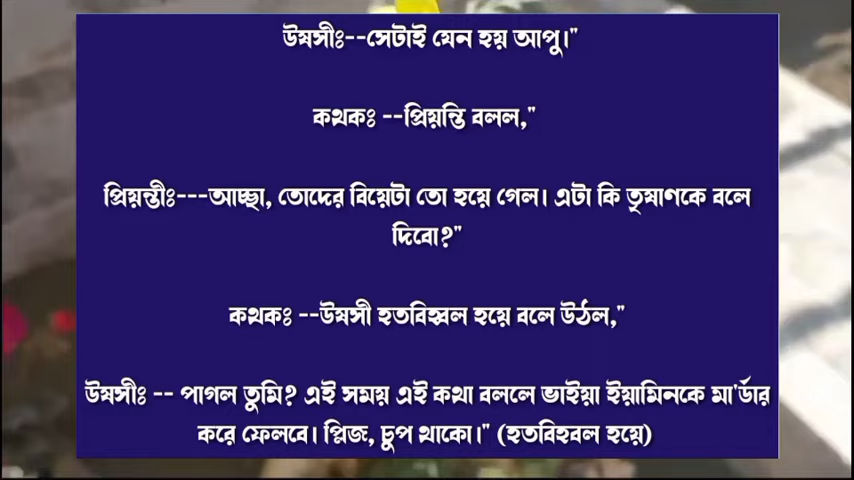 উষসীঃ--সেটাই যেন হয় আপু।"
কথকঃ --প্রিয়ন্তি বলল,"
প্রিয়ন্তীঃ---আচ্ছা, তোদের বিয়েটা তো হয়ে গেল। এটা কি তৃষাণকে বলে
দিবো?"
কথকঃ --উষসী হতবিহ্বল হয়ে বলে উঠল,"
উষসীঃ -- পাগল তুমি? এই সময় এই কথা বললে ভাইয়া ইয়ামিনকে মা'র্ডার
করে ফেলবে। প্লিজ, চুপ থাকো।" (হতবিহবল হয়ে)